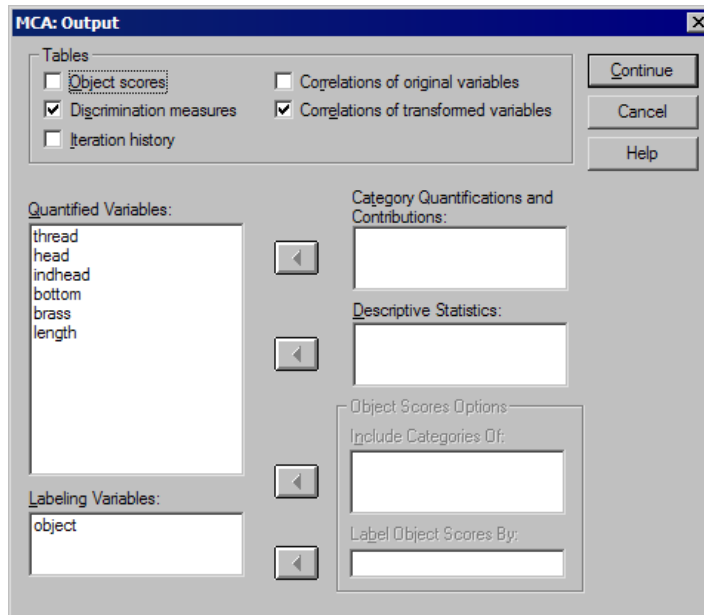 MCA: Output
Tables
Object scores
Correlations of original variables
Discrimination measures
Correlations of transformed variables
Iteration history
Continue
Cancel
Help
Quantified Variables:
thread
head
indhead
bottom
brass
length
Category Quantifications and
Contributions:
Descriptive Statistics:
Object Scores Options
Include Categories Of:
Labeling Variables:
object
Label Object Scores By: